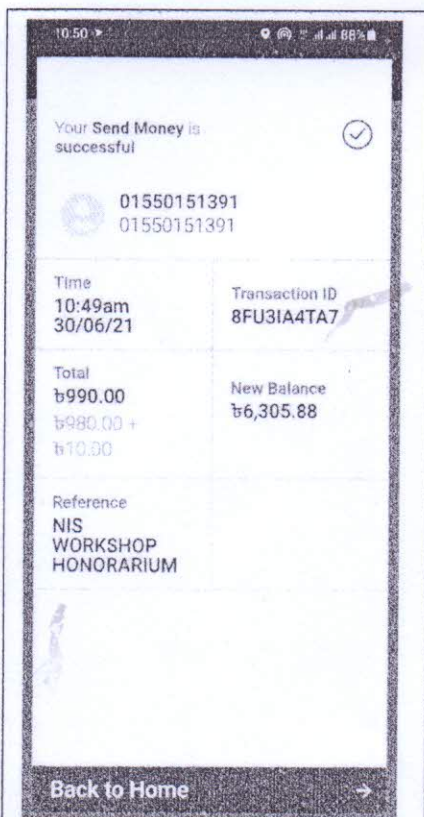 10:50
88%
Your Send Money is
successful
01550151391
01550151391
Time
10:49am
30/06/21
Transaction ID
8FU3IA4TA7
Total
৳990.00
৳980.00 +
৳10.00
New Balance
৳6,305.88
Reference
NIS
WORKSHOP
HONORARIUM
Back to Home